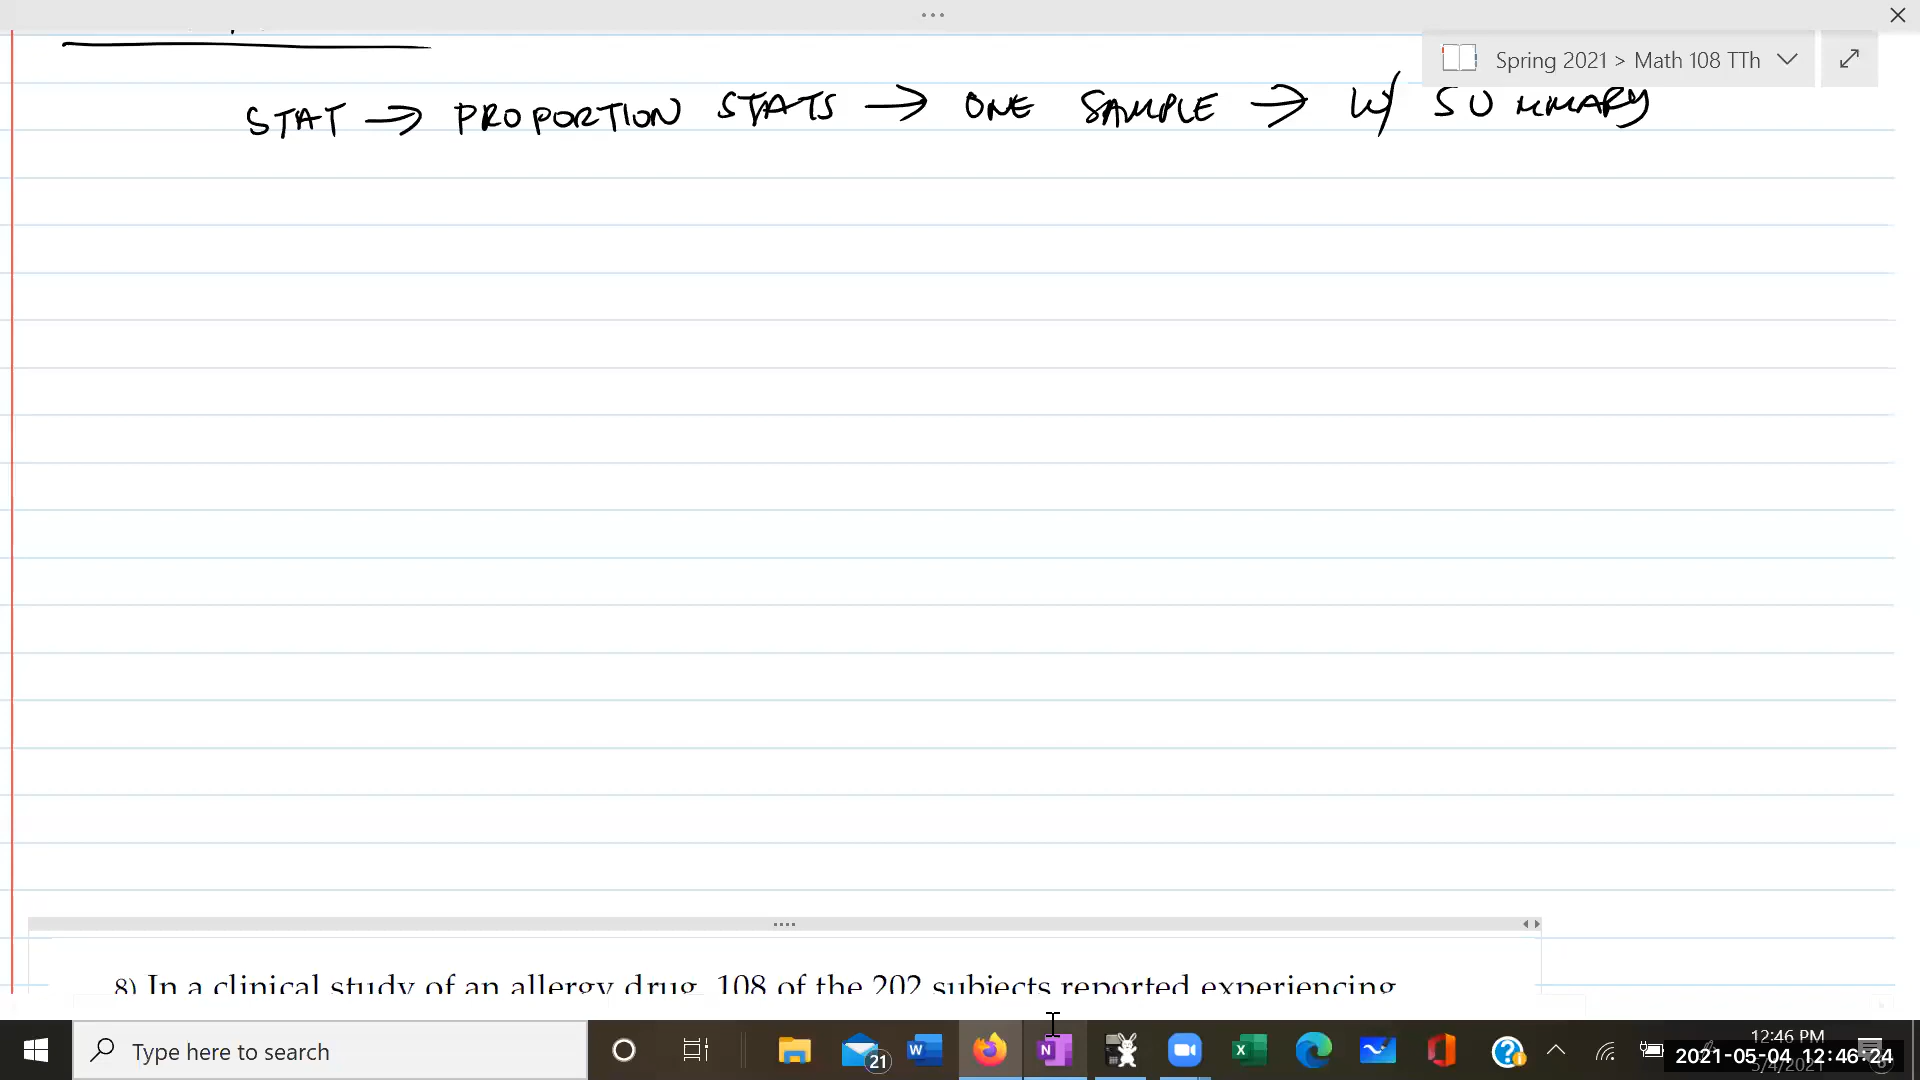 Spring 2021 > Math 108 TTh
STAT → PROPORTION STATS → ONE SAMPLE → W/ SUMMARY
8) In a clinical study of an allergy drug, 108 of the 202 subjects reported experiencing
Type here to search
21
12:46 PM
2021-05-04 12:46:24